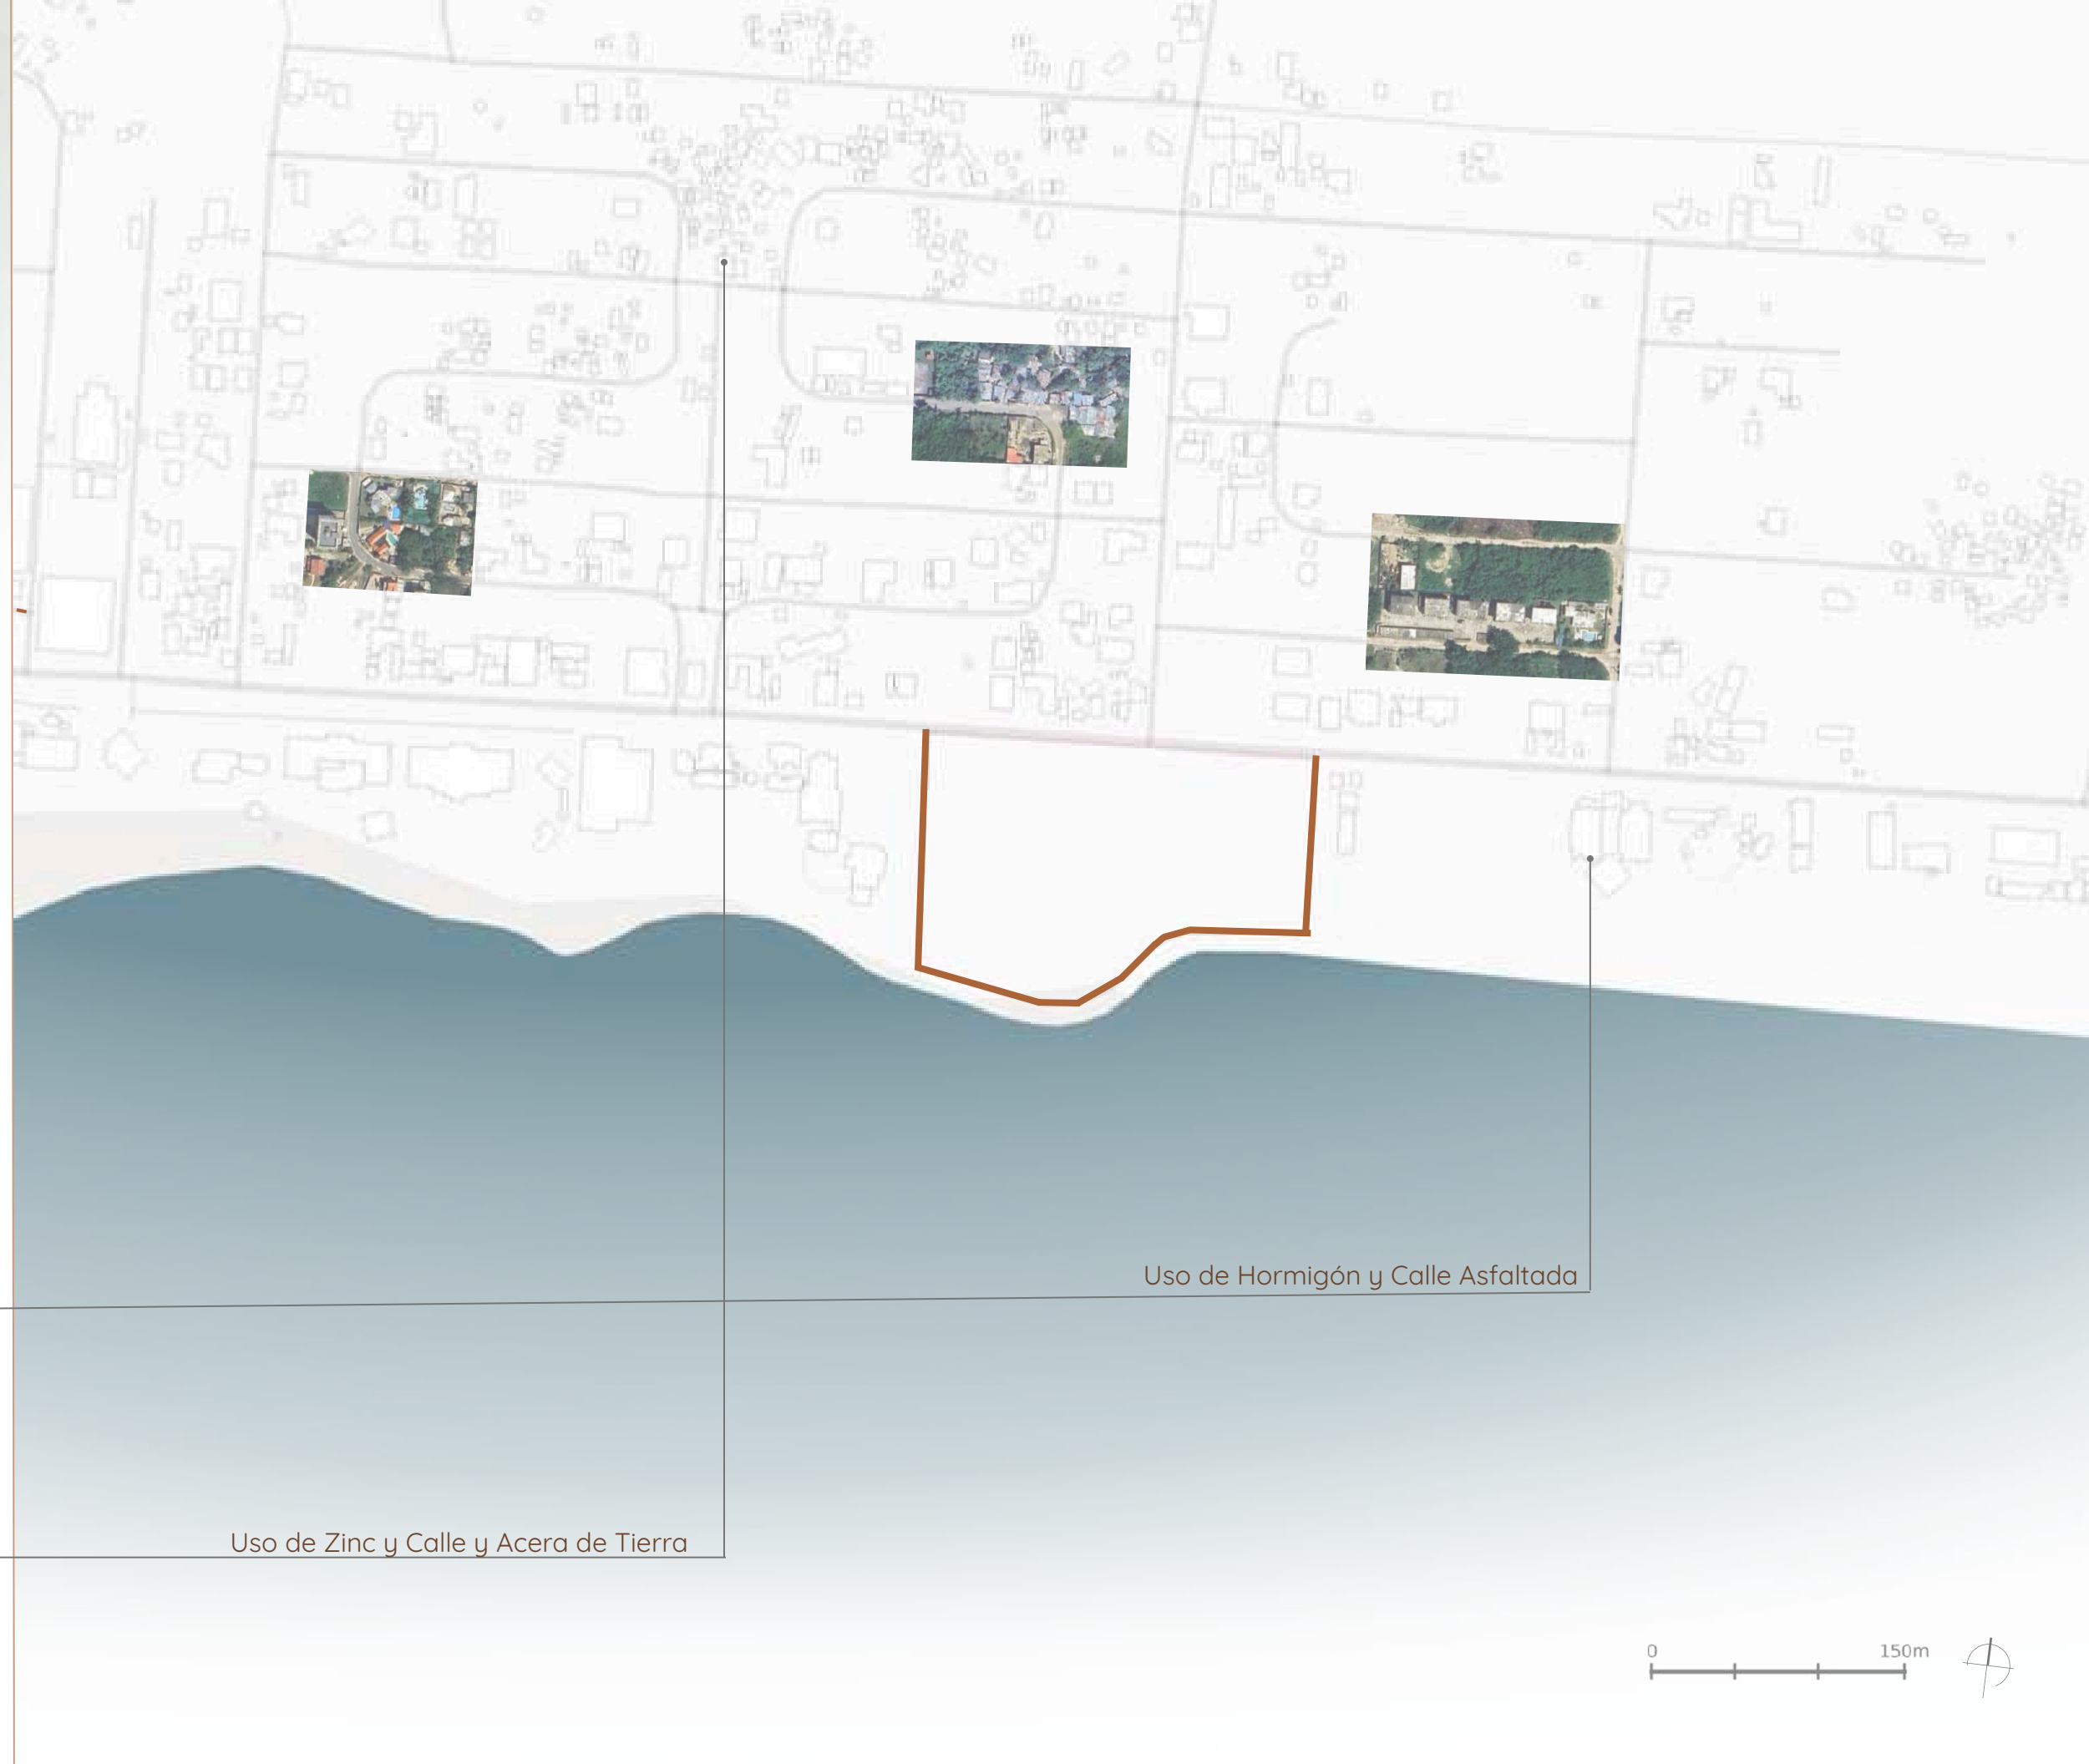 Uso de Hormigón y Calle Asfaltada
Uso de Zinc y Calle y Acera de Tierra
0 150m